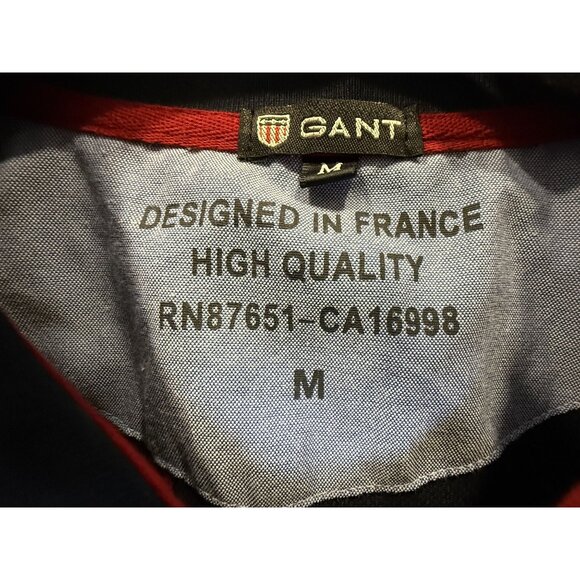 GANT
M
DESIGNED IN FRANCE
HIGH QUALITY
RN87651-CA16998
M